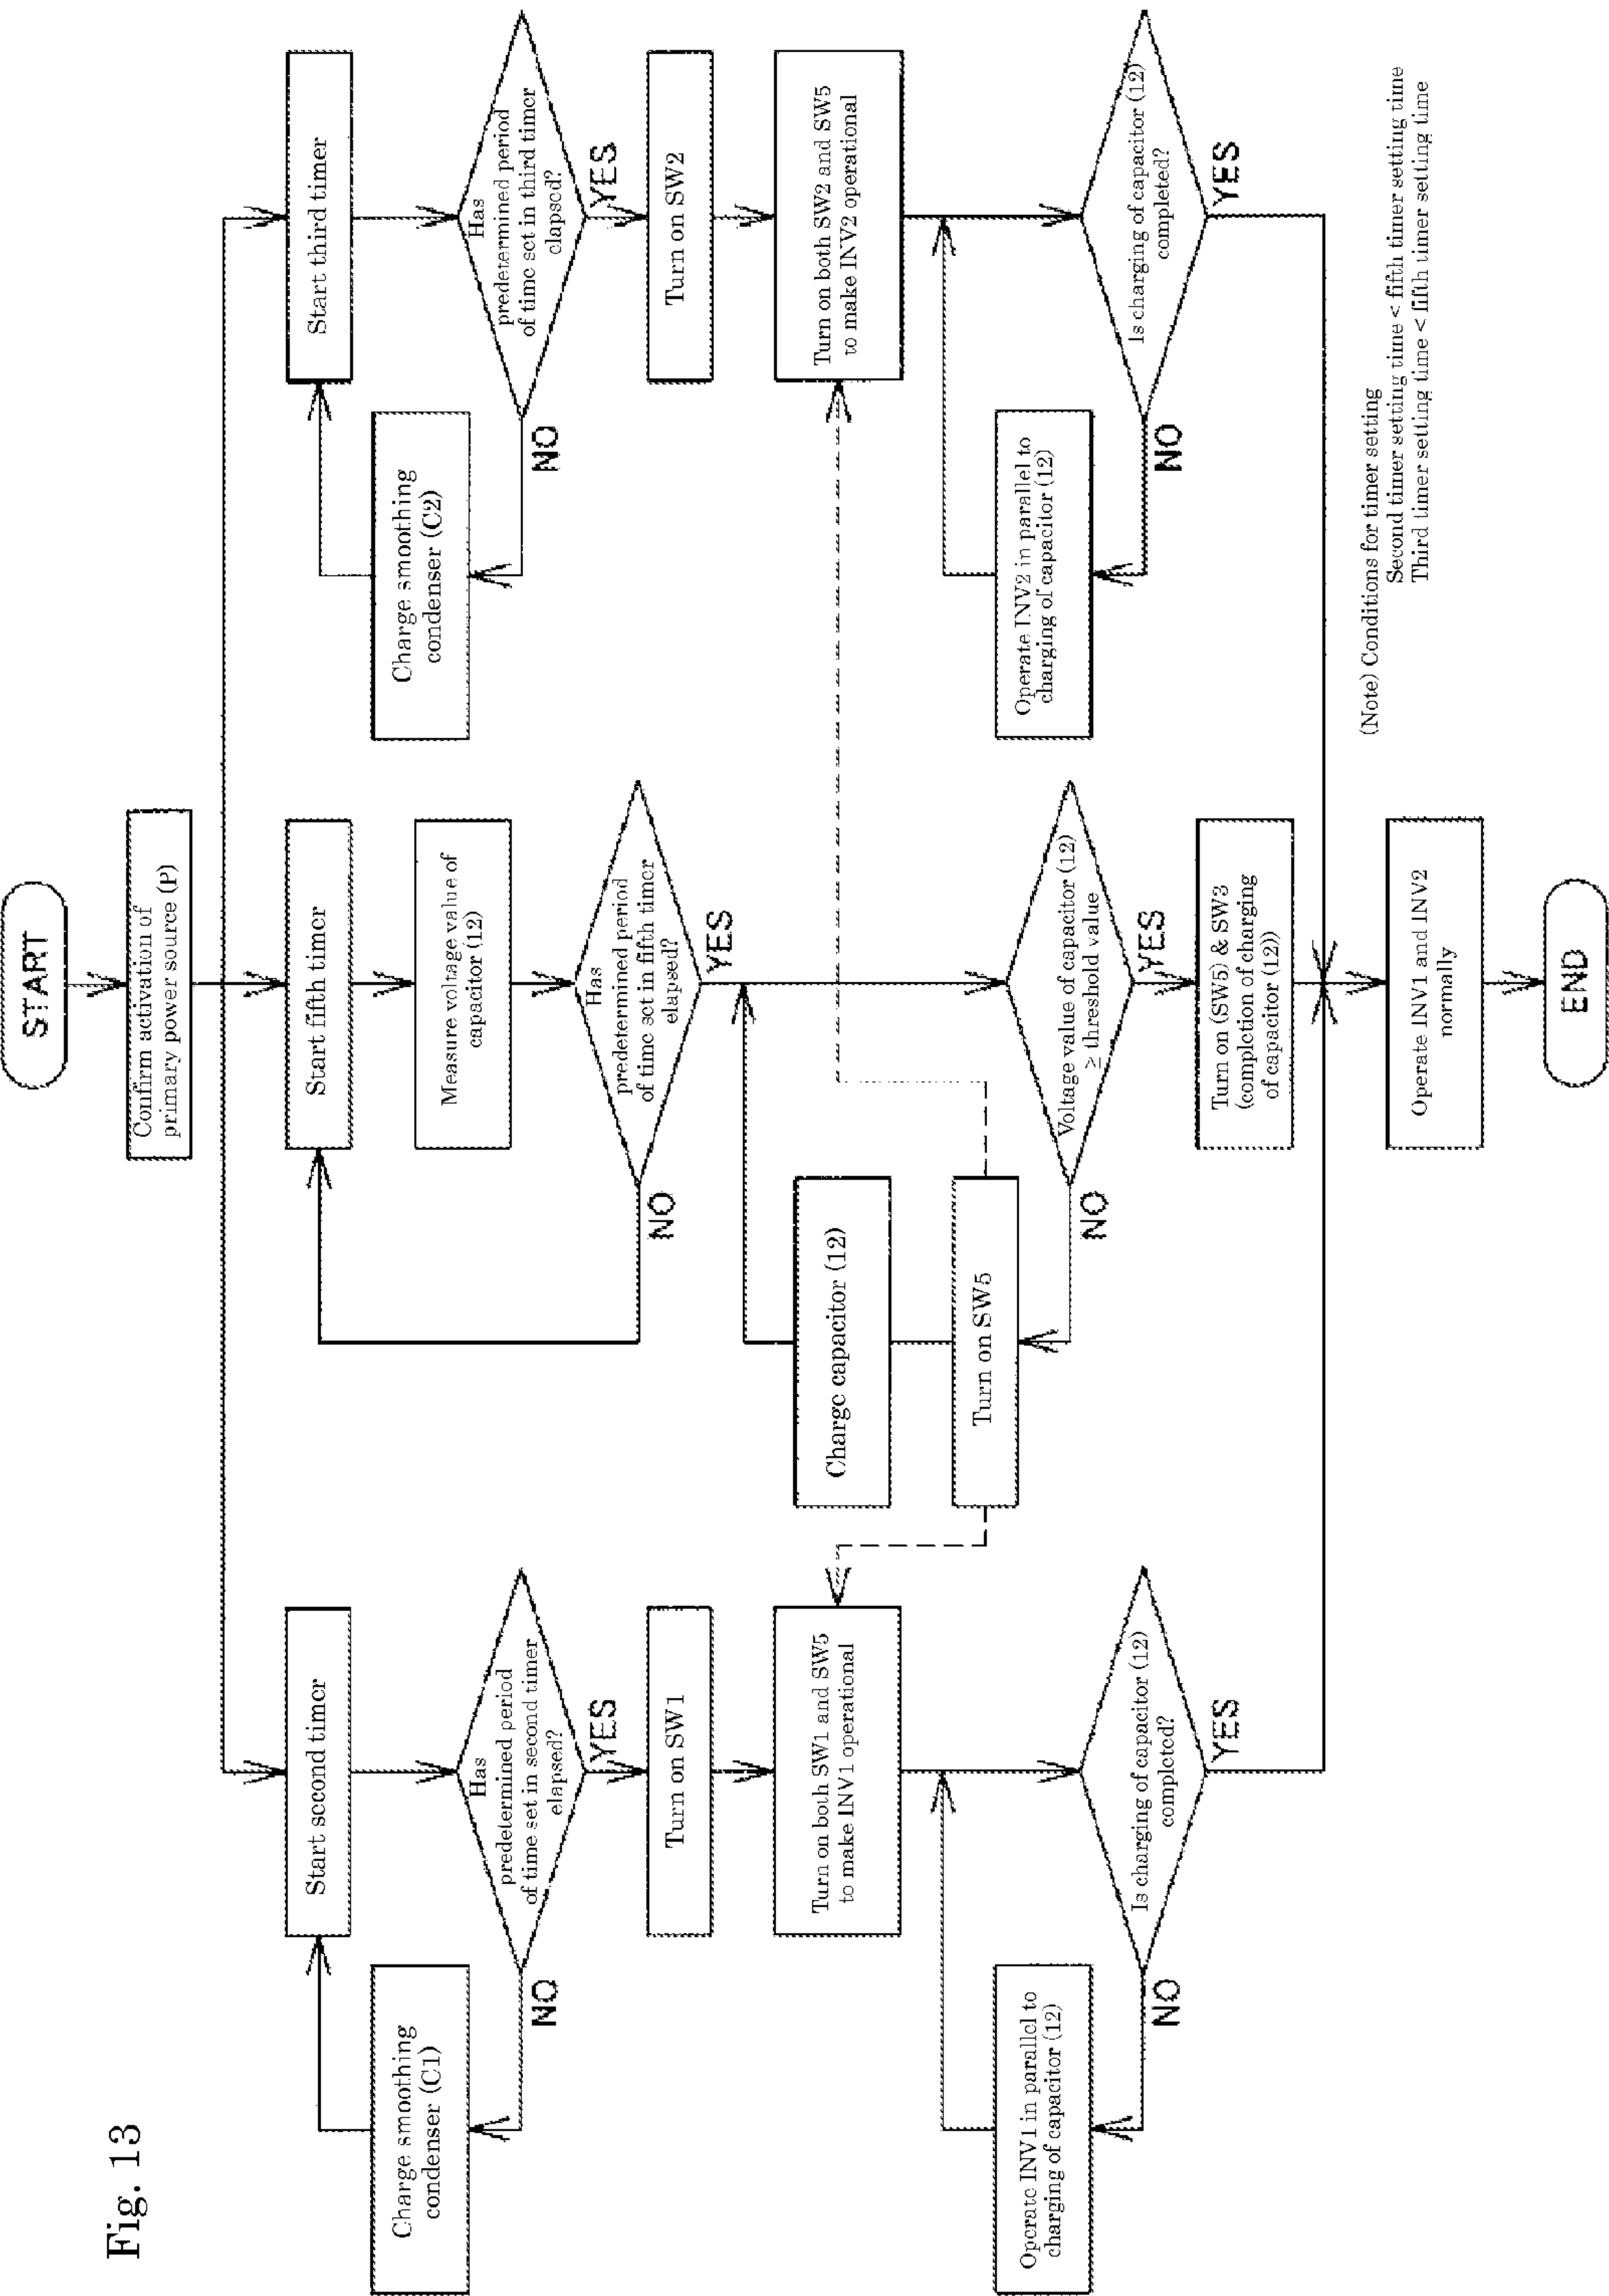 Fig. 13
START
Confirm activation of
primary power source (P)
Start second timer
Has
predetermined period
of time set in second timer
elapsed?
NO
YES
Charge smoothing
condenser (C1)
Turn on SW1
Turn on both SW1 and SW5
to make INV1 operational
Is charging of capacitor (12)
completed?
NO
YES
Operate INV1 in parallel to
charging of capacitor (12)
Start fifth timer
Measure voltage value of
capacitor (12)
Has
predetermined period
of time set in fifth timer
elapsed?
NO
YES
Charge capacitor (12)
Turn on SW5
Voltage value of capacitor (12)
≥ threshold value
NO
YES
Turn on (SW5) & SW3
(completion of charging
of capacitor (12))
Start third timer
Has
predetermined period
of time set in third timer
elapsed?
NO
YES
Charge smoothing
condenser (C2)
Turn on SW2
Turn on both SW2 and SW5
to make INV2 operational
Is charging of capacitor (12)
completed?
NO
YES
Operate INV2 in parallel to
charging of capacitor (12)
Operate INV1 and INV2
normally
END
(Note) Conditions for timer setting
Second timer setting time < fifth timer setting time
Third timer setting time < fifth timer setting time